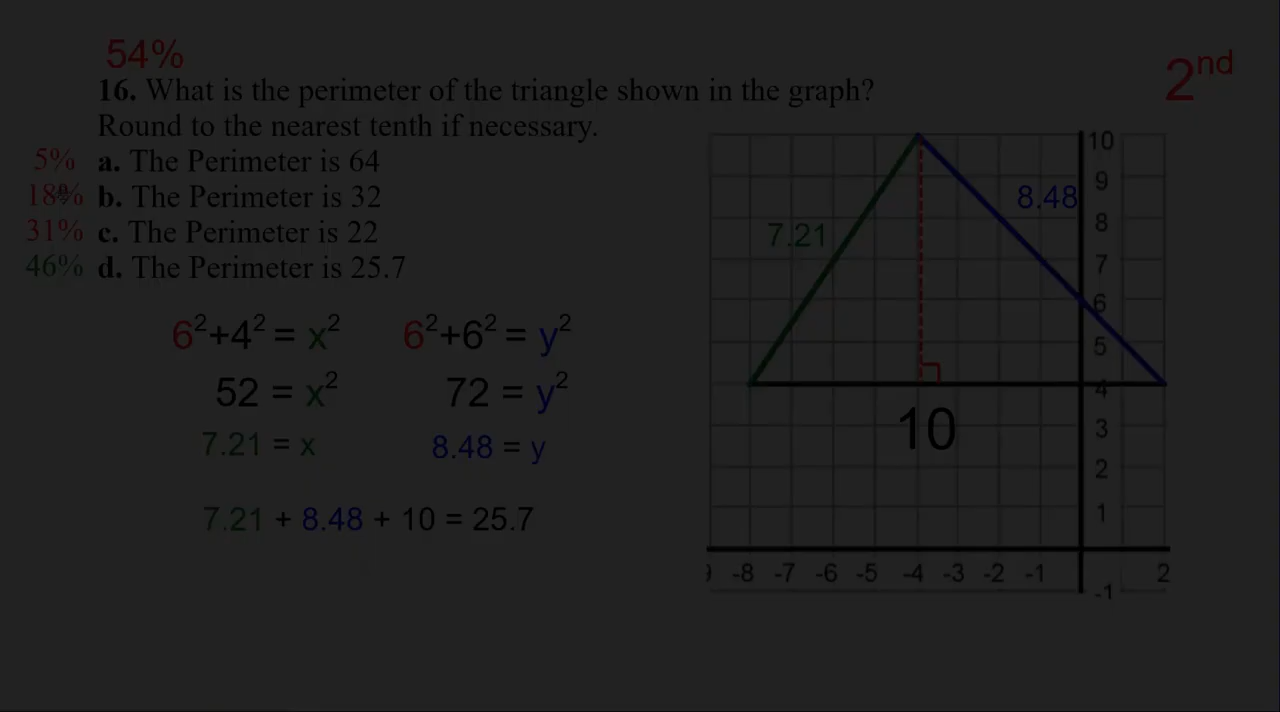 54%
2nd
16. What is the perimeter of the triangle shown in the graph?
Round to the nearest tenth if necessary.
5% a. The Perimeter is 64
18% b. The Perimeter is 32
31% c. The Perimeter is 22
46% d. The Perimeter is 25.7
6²+4² = x² 6²+6² = y²
52 = x² 72 = y²
7.21 = x 8.48 = y
7.21 + 8.48 + 10 = 25.7
10
9
8.48
8
7.21
7
6
5
4
10
3
2
1
9 -8 -7 -6 -5 -4 -3 -2 -1 2
-1